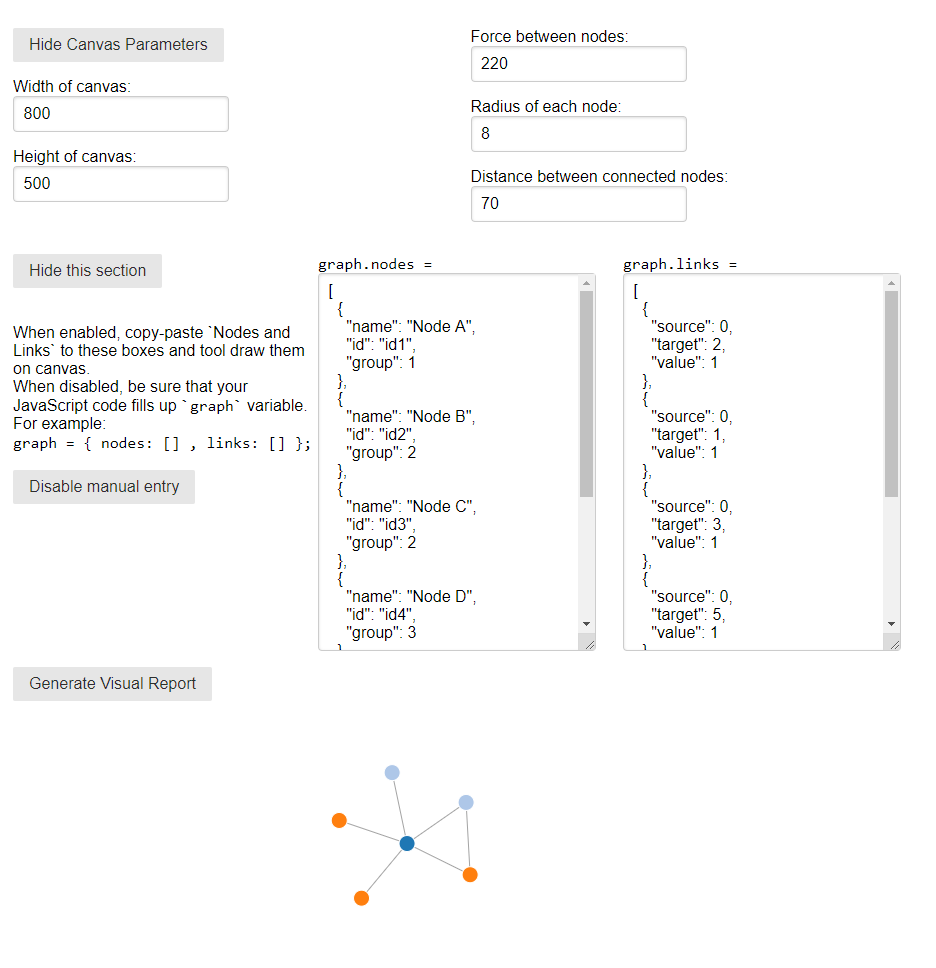 Hide Canvas Parameters
Width of canvas:
800
Height of canvas:
500
Force between nodes:
220
Radius of each node:
8
Distance between connected nodes:
70
Hide this section
When enabled, copy-paste `Nodes and
Links` to these boxes and tool draw them
on canvas.
When disabled, be sure that your
JavaScript code fills up `graph` variable.
For example:
graph = { nodes: [] , links: [] };
Disable manual entry
graph.nodes =
[
{
"name": "Node A",
"id": "id1",
"group": 1
},
{
"name": "Node B",
"id": "id2",
"group": 2
},
{
"name": "Node C",
"id": "id3",
"group": 2
},
{
"name": "Node D",
"id": "id4",
"group": 3
}
graph.links =
[
{
"source": 0,
"target": 2,
"value": 1
},
{
"source": 0,
"target": 1,
"value": 1
},
{
"source": 0,
"target": 3,
"value": 1
},
{
"source": 0,
"target": 5,
"value": 1
}
Generate Visual Report